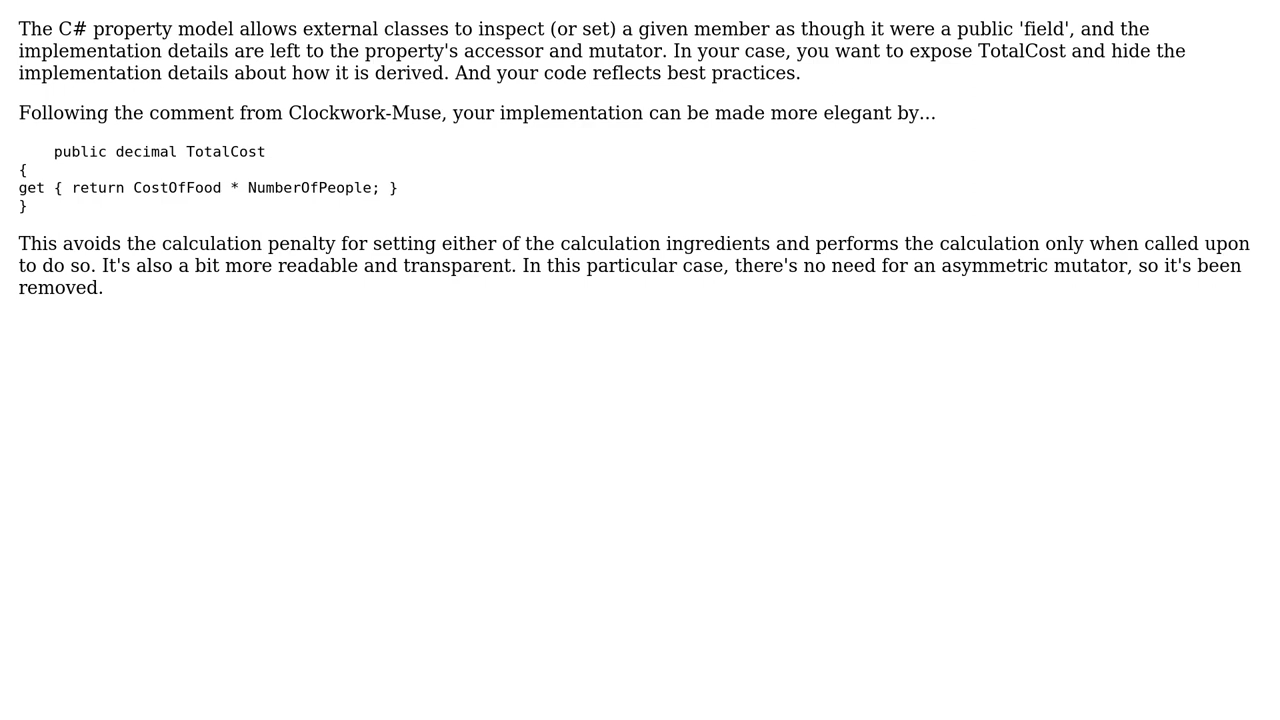 The C# property model allows external classes to inspect (or set) a given member as though it were a public 'field', and the
implementation details are left to the property's accessor and mutator. In your case, you want to expose TotalCost and hide the
implementation details about how it is derived. And your code reflects best practices.
Following the comment from Clockwork-Muse, your implementation can be made more elegant by...
    public decimal TotalCost
{
get { return CostOfFood * NumberOfPeople; }
}
This avoids the calculation penalty for setting either of the calculation ingredients and performs the calculation only when called upon
to do so. It's also a bit more readable and transparent. In this particular case, there's no need for an asymmetric mutator, so it's been
removed.